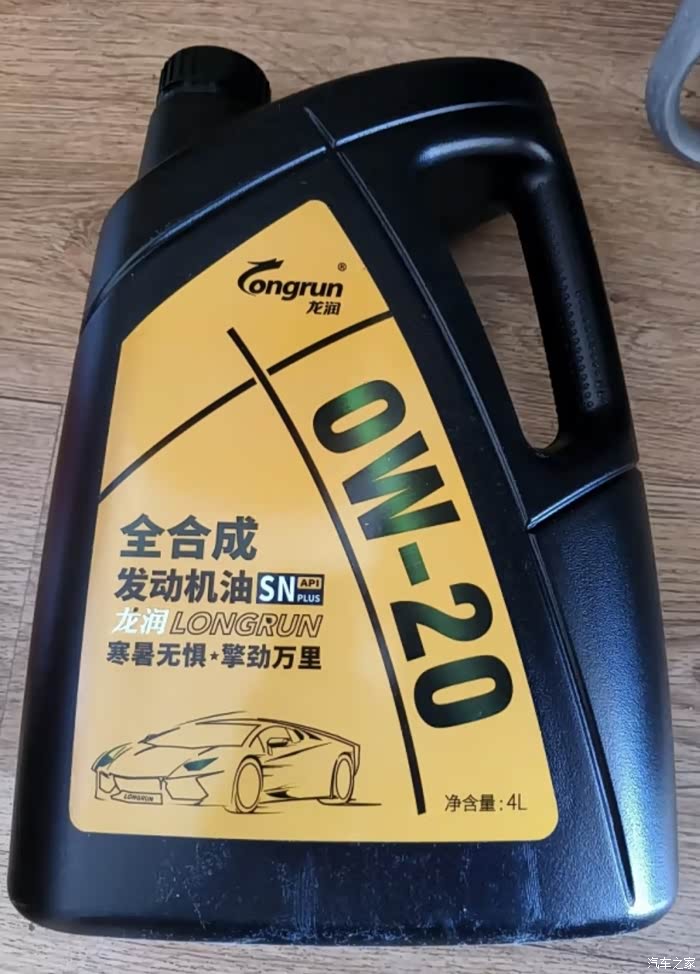 Longrun®
龙润
0W-20
全合成
发动机油 SN API PLUS
龙润 LONGRUN
寒暑无惧★擎劲万里
LONGRUN
净含量:4L
汽车之家